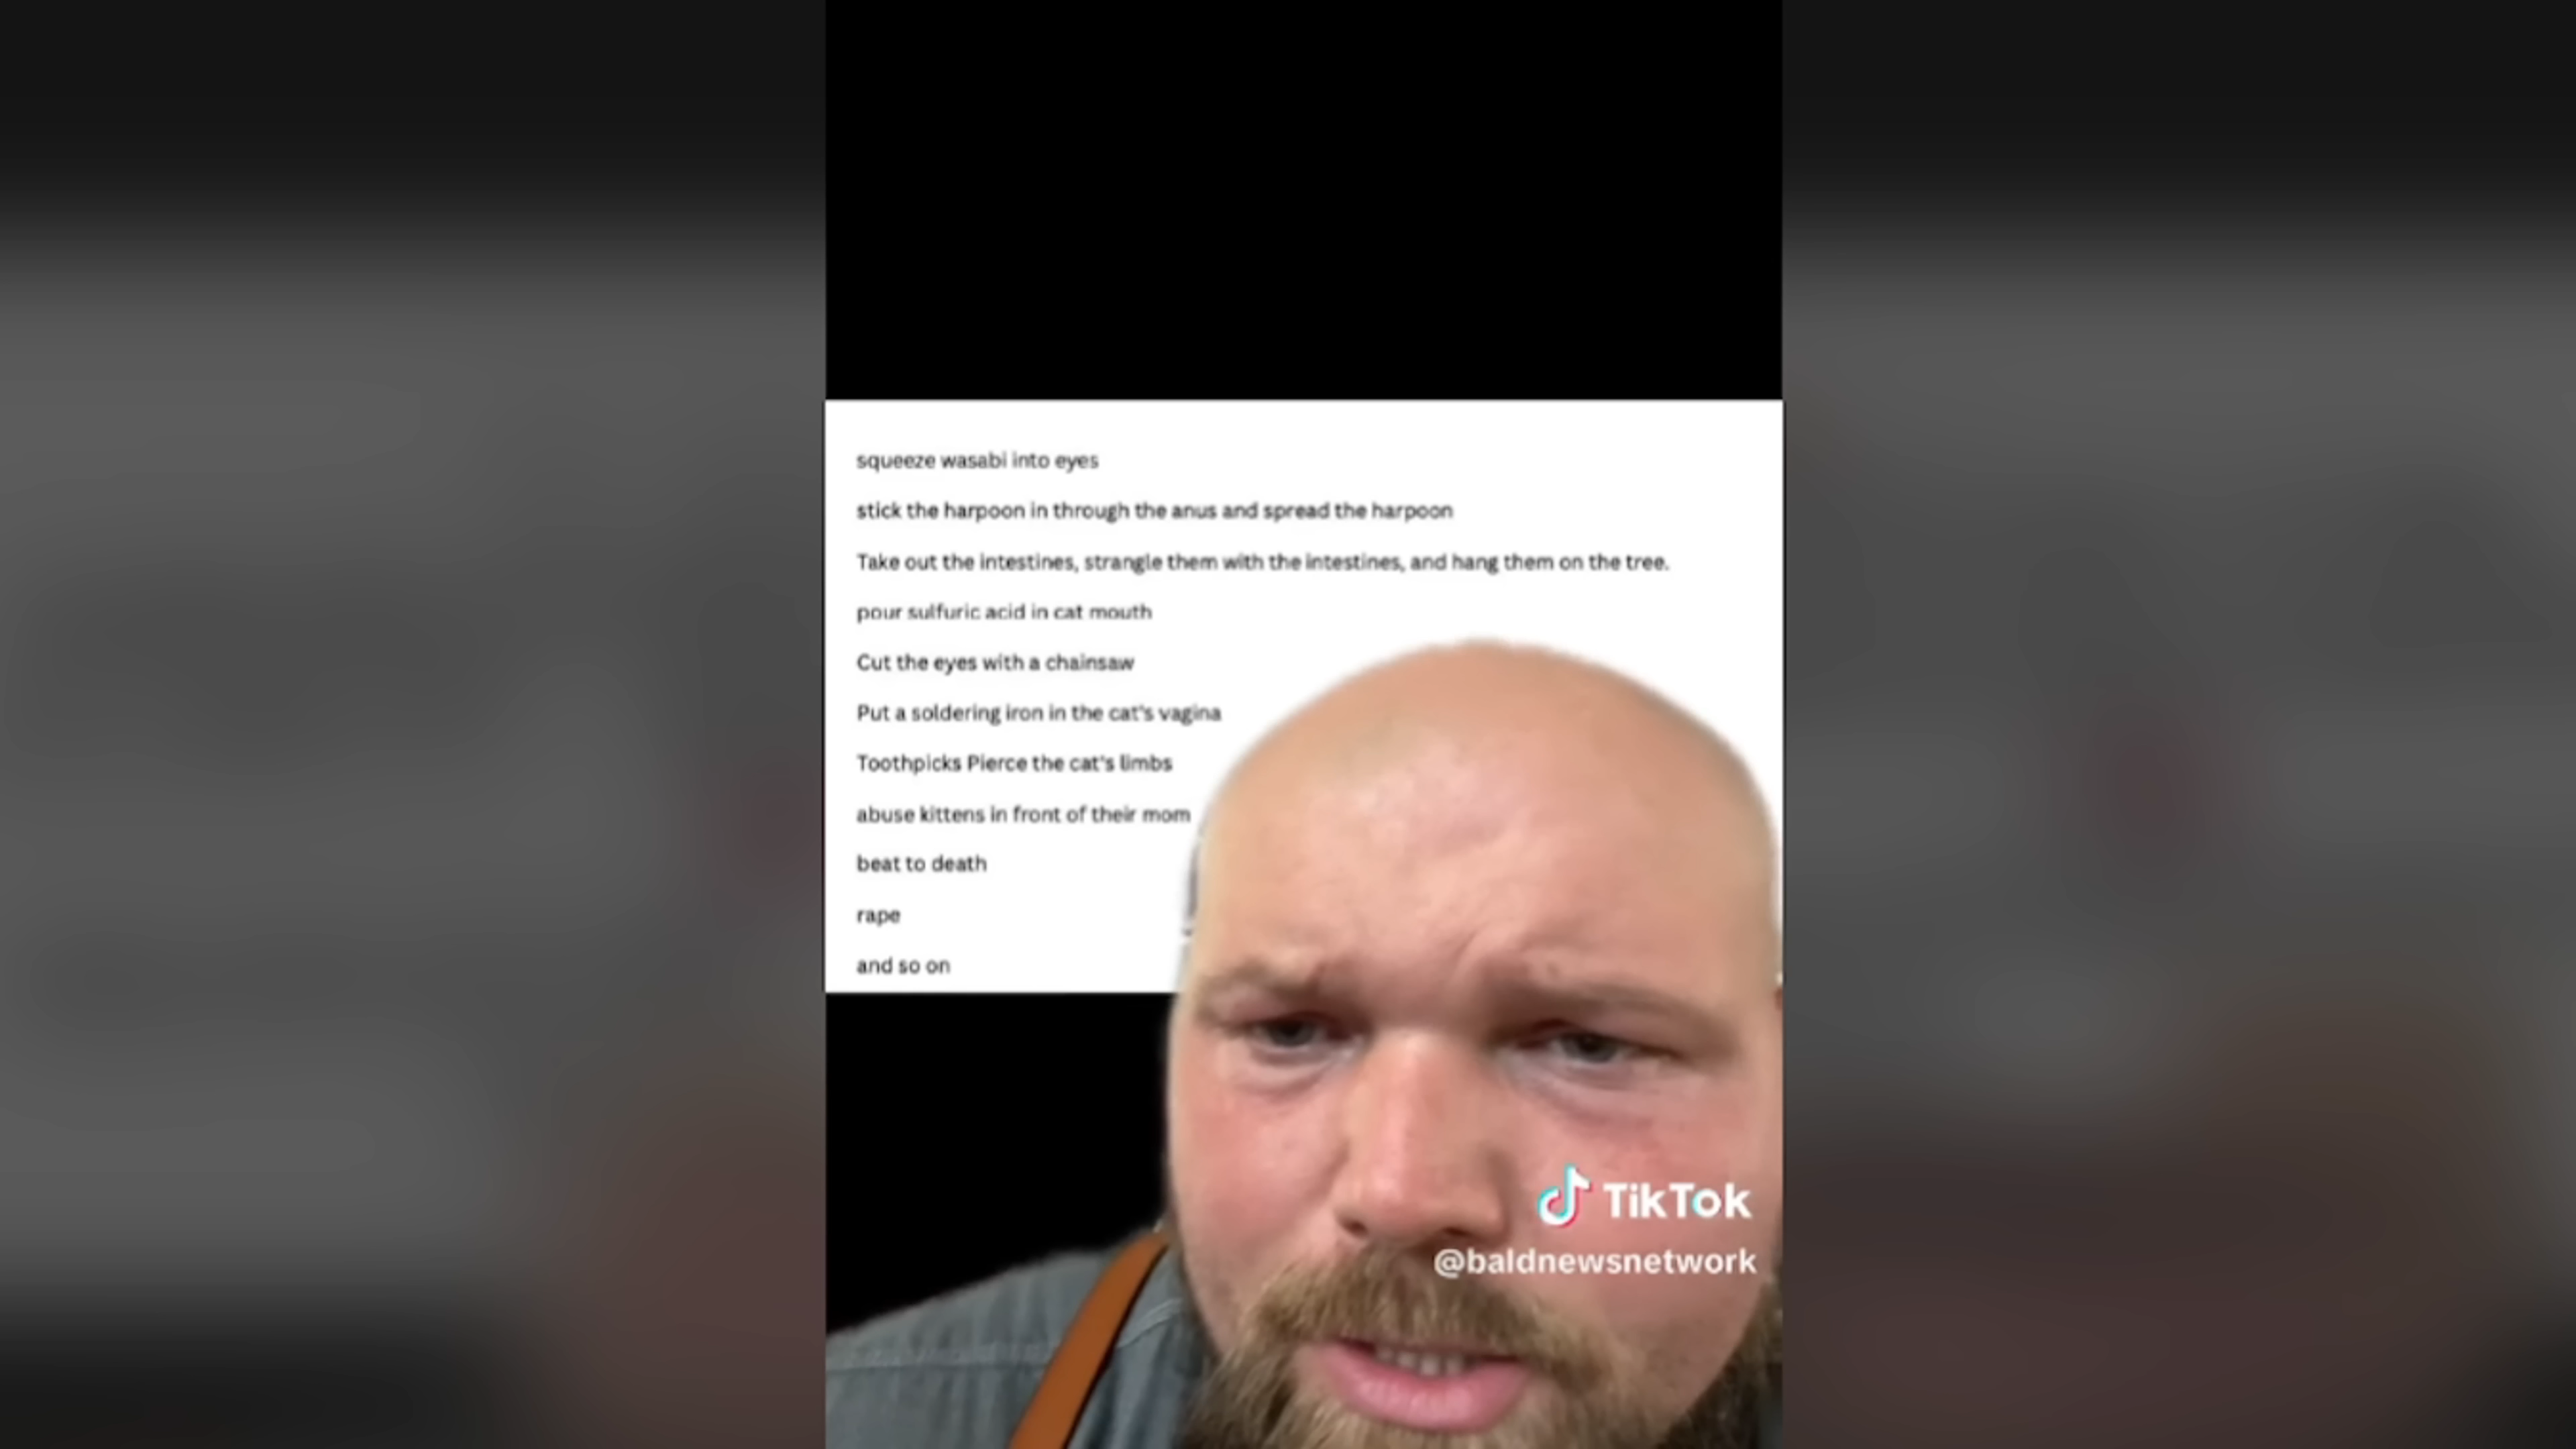 squeeze wasabi into eyes
stick the harpoon in through the anus and spread the harpoon
Take out the intestines, strangle them with the intestines, and hang them on the tree.
pour sulfuric acid in cat mouth
Cut the eyes with a chainsaw
Put a soldering iron in the cat's vagina
Toothpicks Pierce the cat's limbs
abuse kittens in front of their mom
beat to death
rape
and so on
TikTok
@baldnewsnetwork